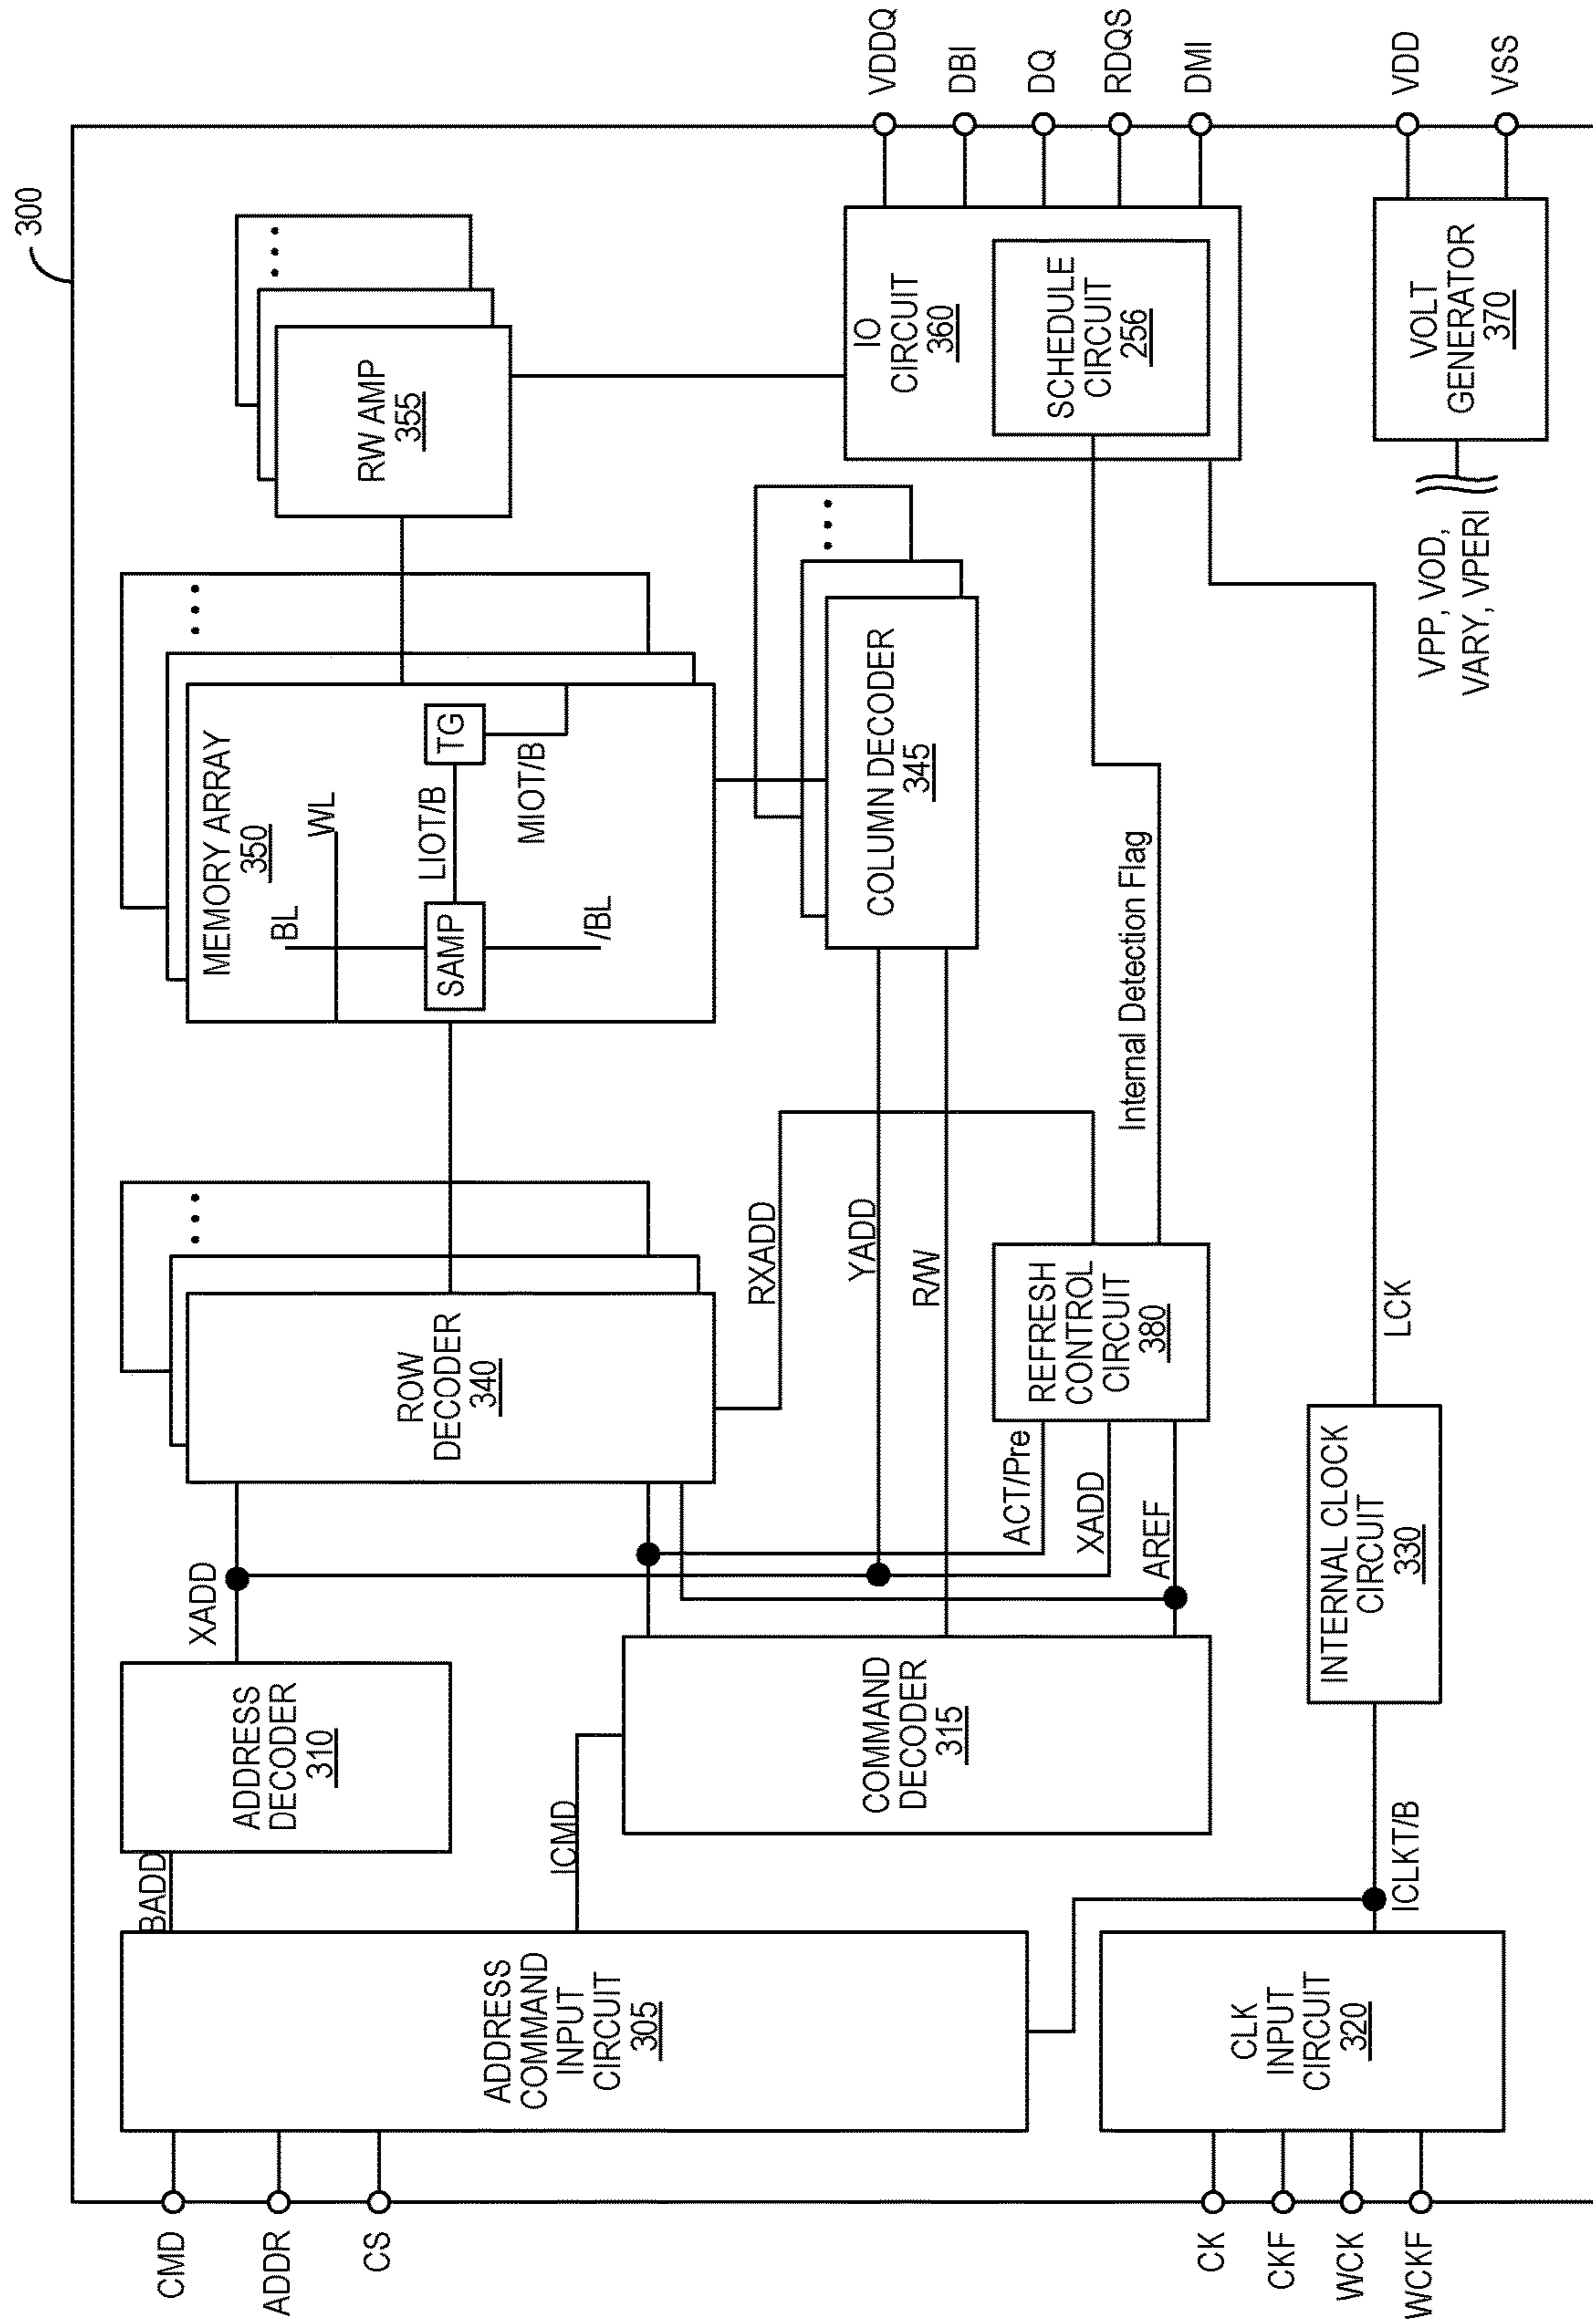 300
CMD
ADDR
CS
CK
CKF
WCK
WCKF
ADDRESS
COMMAND
INPUT
CIRCUIT
305
BADD
ICMD
CLK
INPUT
CIRCUIT
320
ICLKT/B
ADDRESS
DECODER
310
XADD
COMMAND
DECODER
315
INTERNAL CLOCK
CIRCUIT
330
LCK
ROW
DECODER
340
RXADD
YADD
R/W
ACT/Pre
XADD
AREF
REFRESH
CONTROL
CIRCUIT
380
Internal Detection Flag
MEMORY ARRAY
350
BL
WL
SAMP
/BL
LIOT/B
TG
MIOT/B
COLUMN DECODER
345
RW AMP
355
IO
CIRCUIT
360
SCHEDULE
CIRCUIT
256
VPP, VOD,
VARY, VPERI
VOLT
GENERATOR
370
VDDQ
DBI
DQ
RDQS
DMI
VDD
VSS